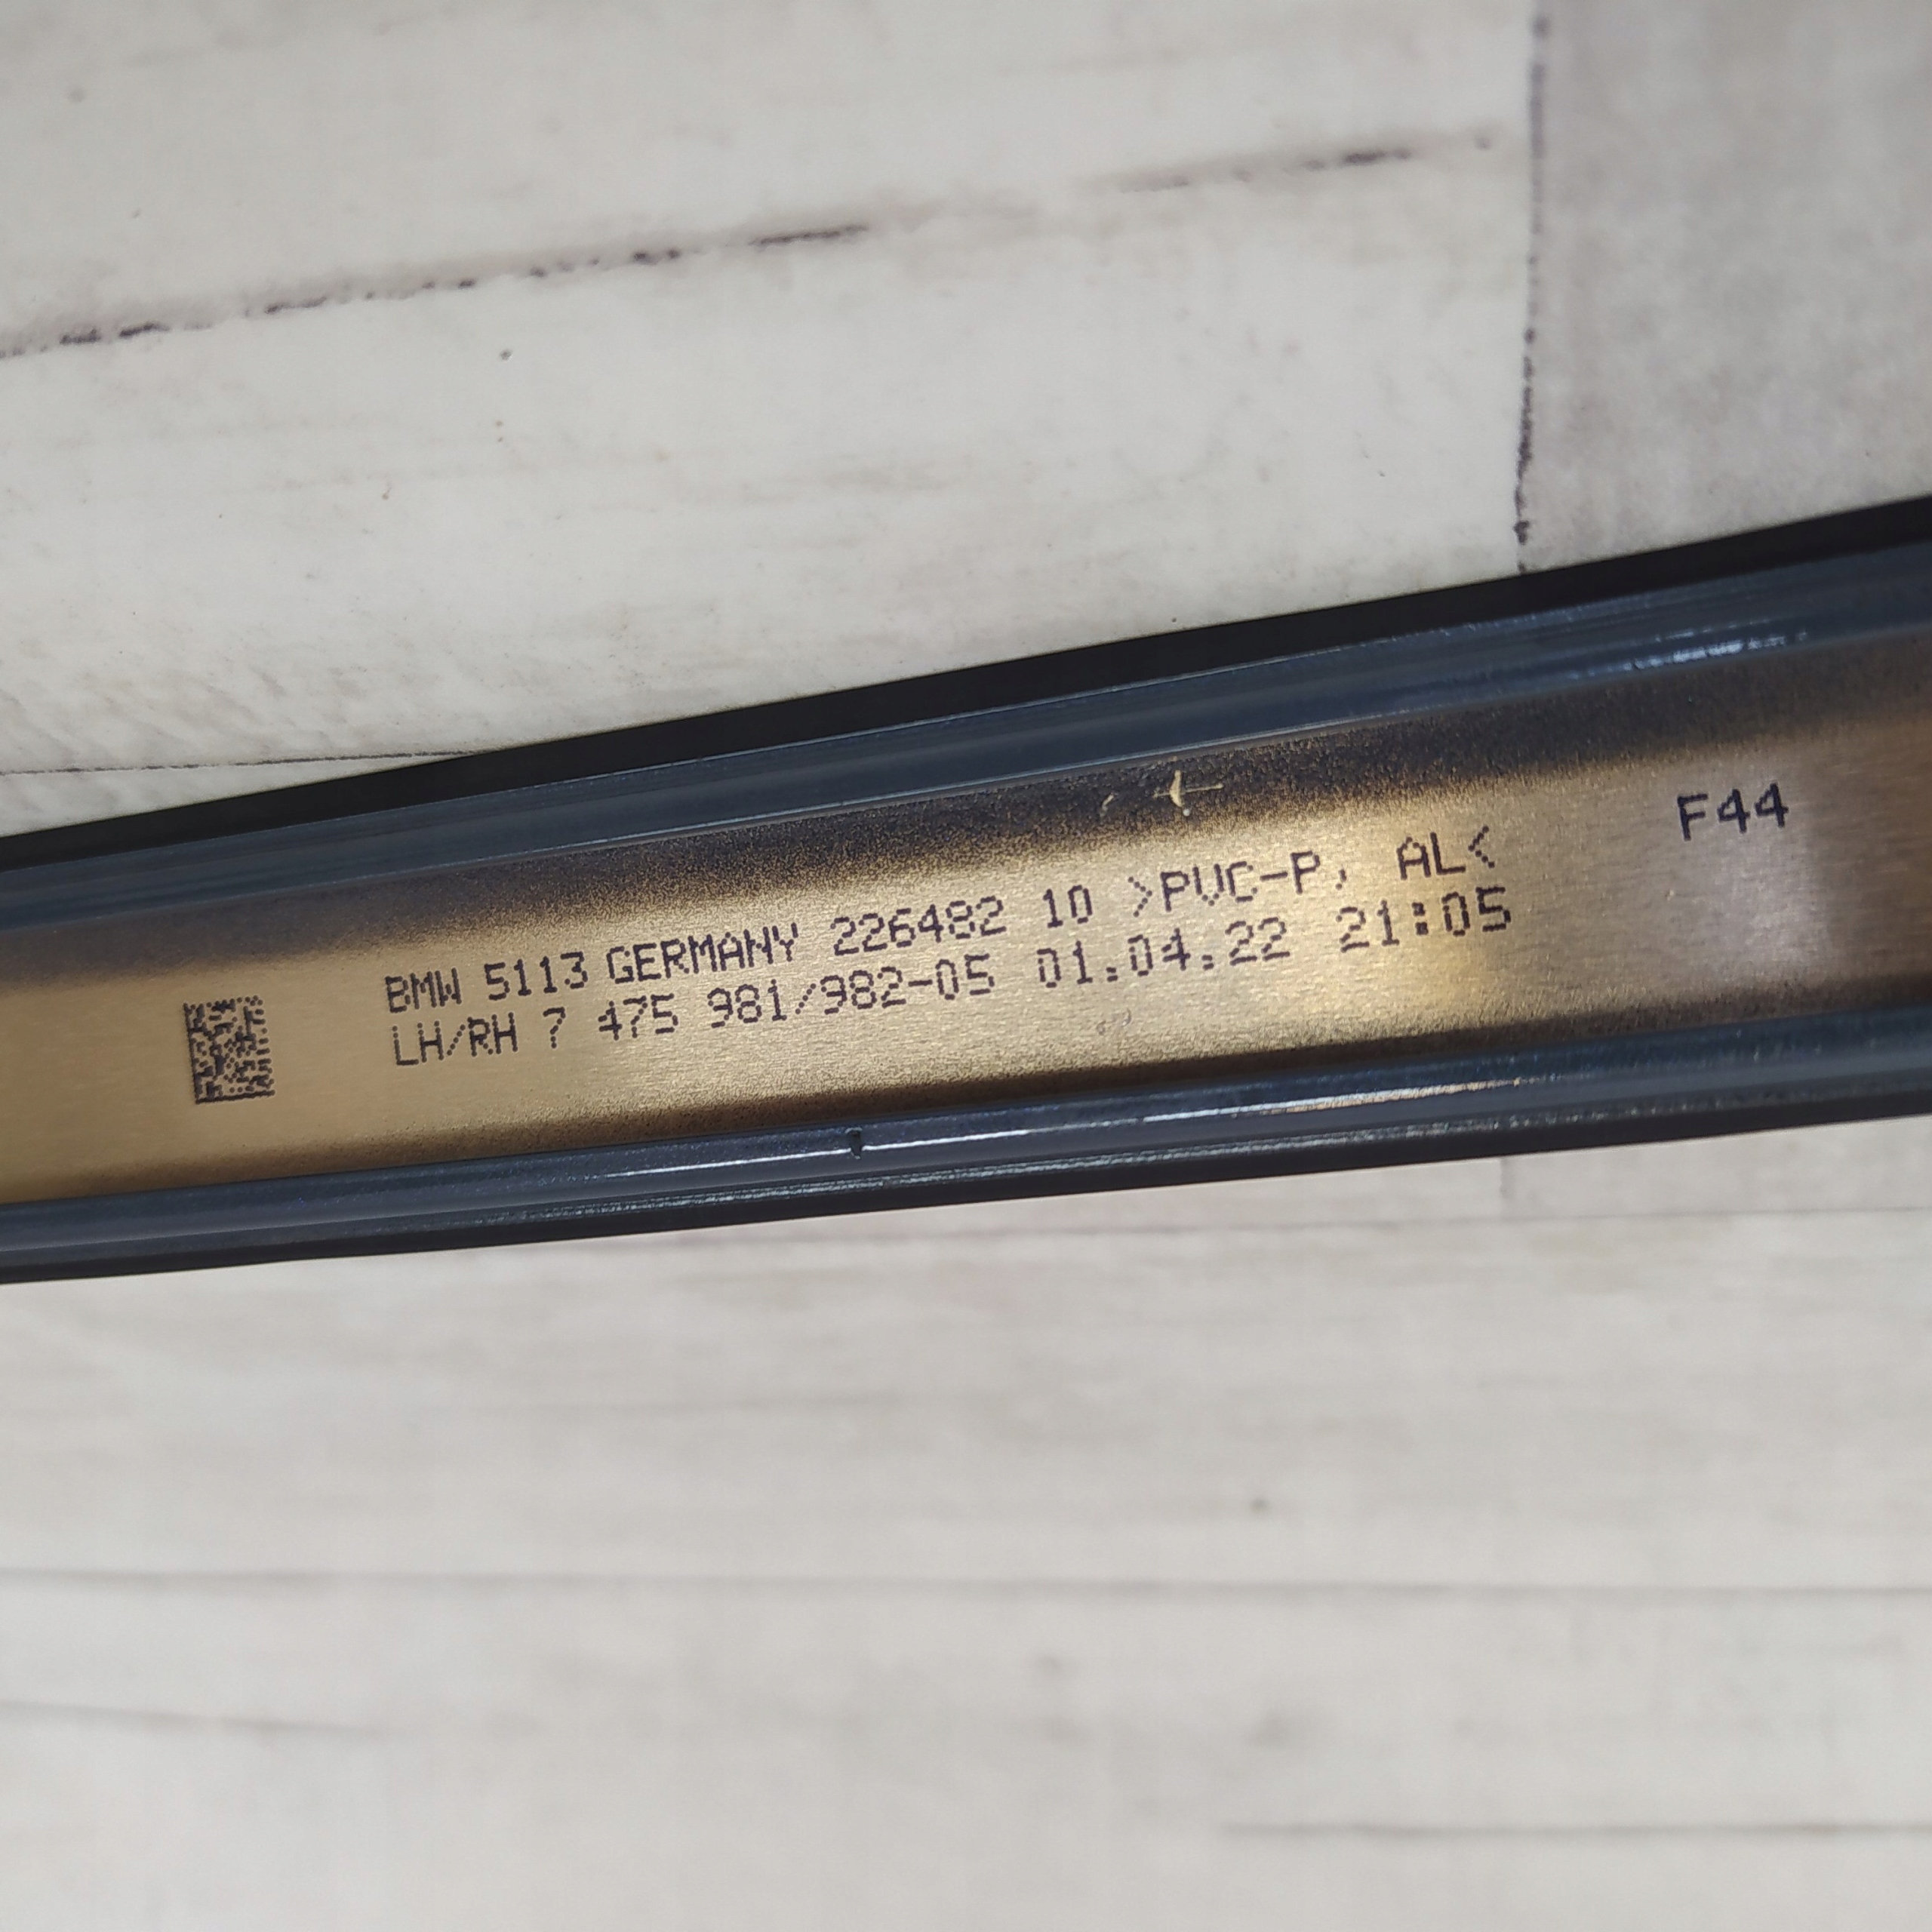 BMW 5113 GERMANY 226482 10 >PVC-P, AL<
LH/RH 7 475 981/982-05 01.04.22 21:05
F44